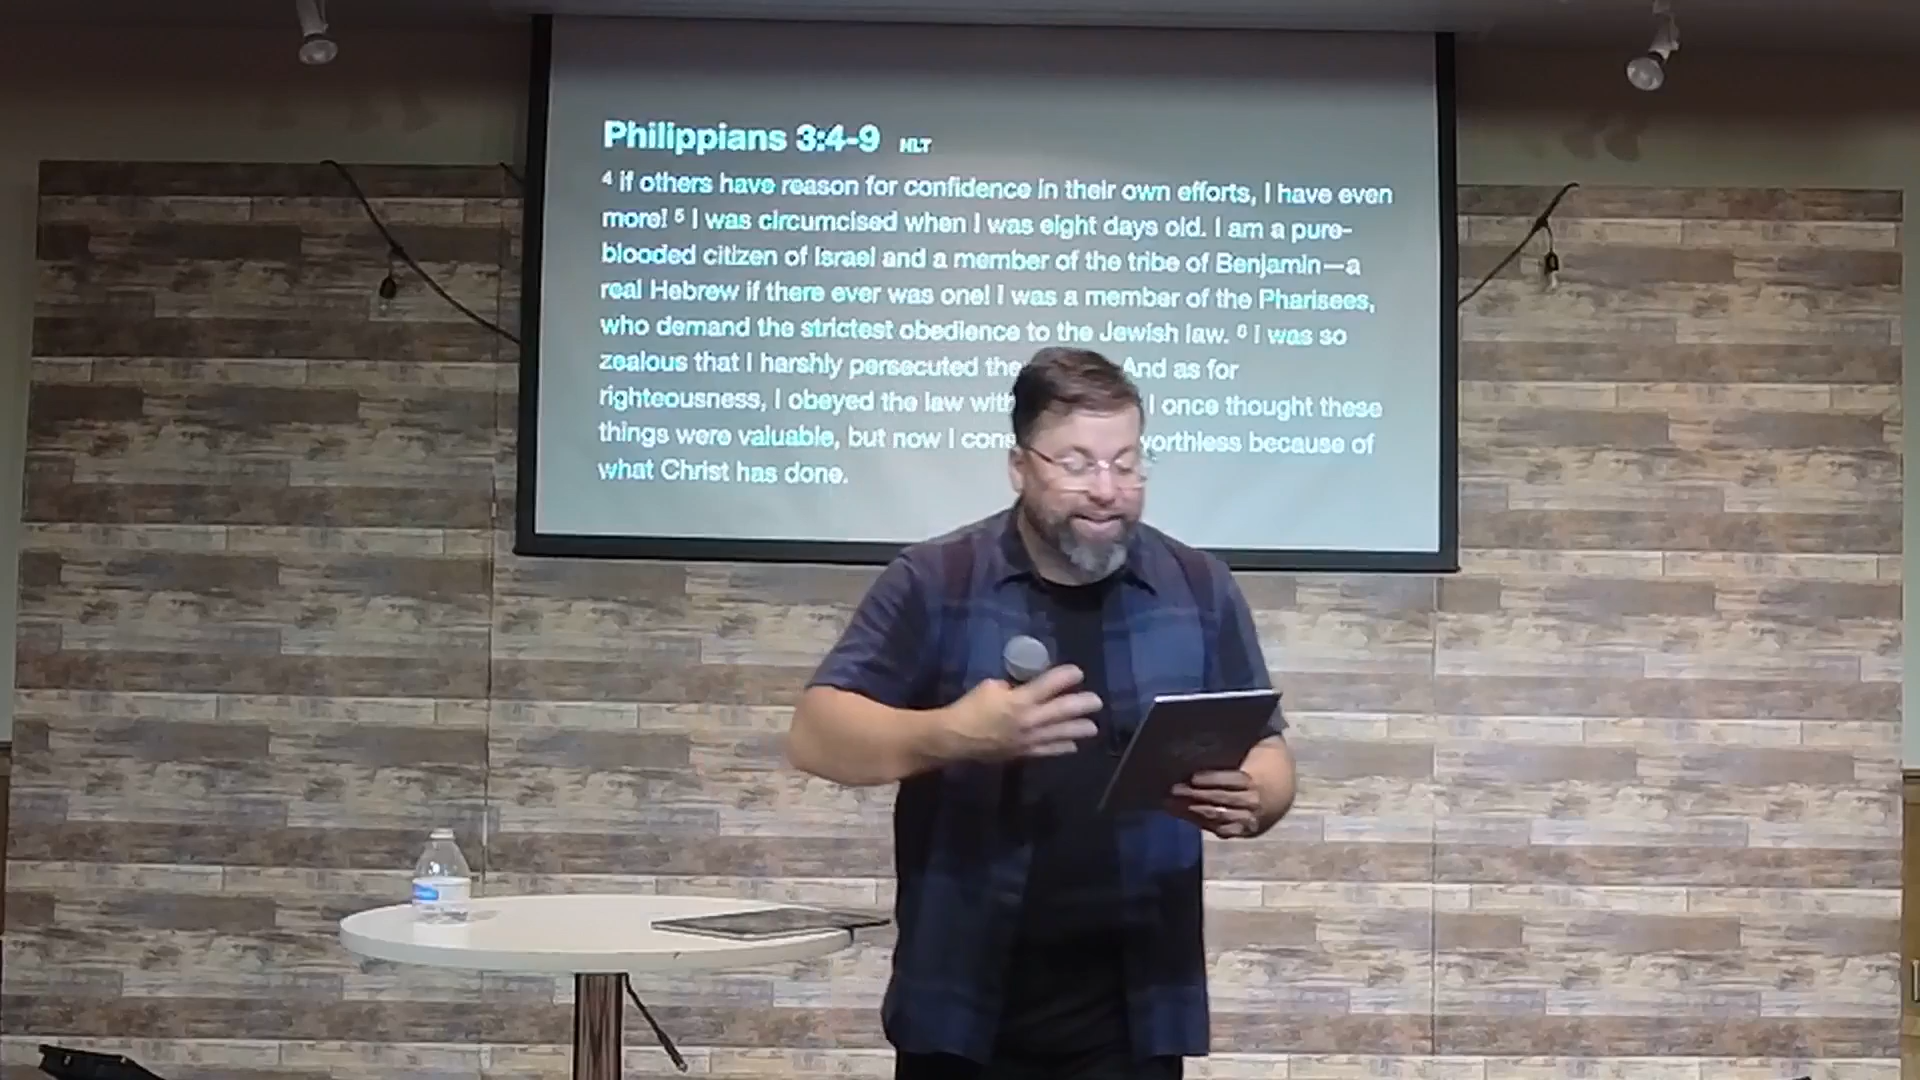 Philippians 3:4-9 NLT
4 If others have reason for confidence in their own efforts, I have even
more! 5 I was circumcised when I was eight days old. I am a pure-
blooded citizen of Israel and a member of the tribe of Benjamin—a
real Hebrew if there ever was one! I was a member of the Pharisees,
who demand the strictest obedience to the Jewish law. 6 I was so
zealous that I harshly persecuted the And as for
righteousness, I obeyed the law with I once thought these
things were valuable, but now I cons worthless because of
what Christ has done.